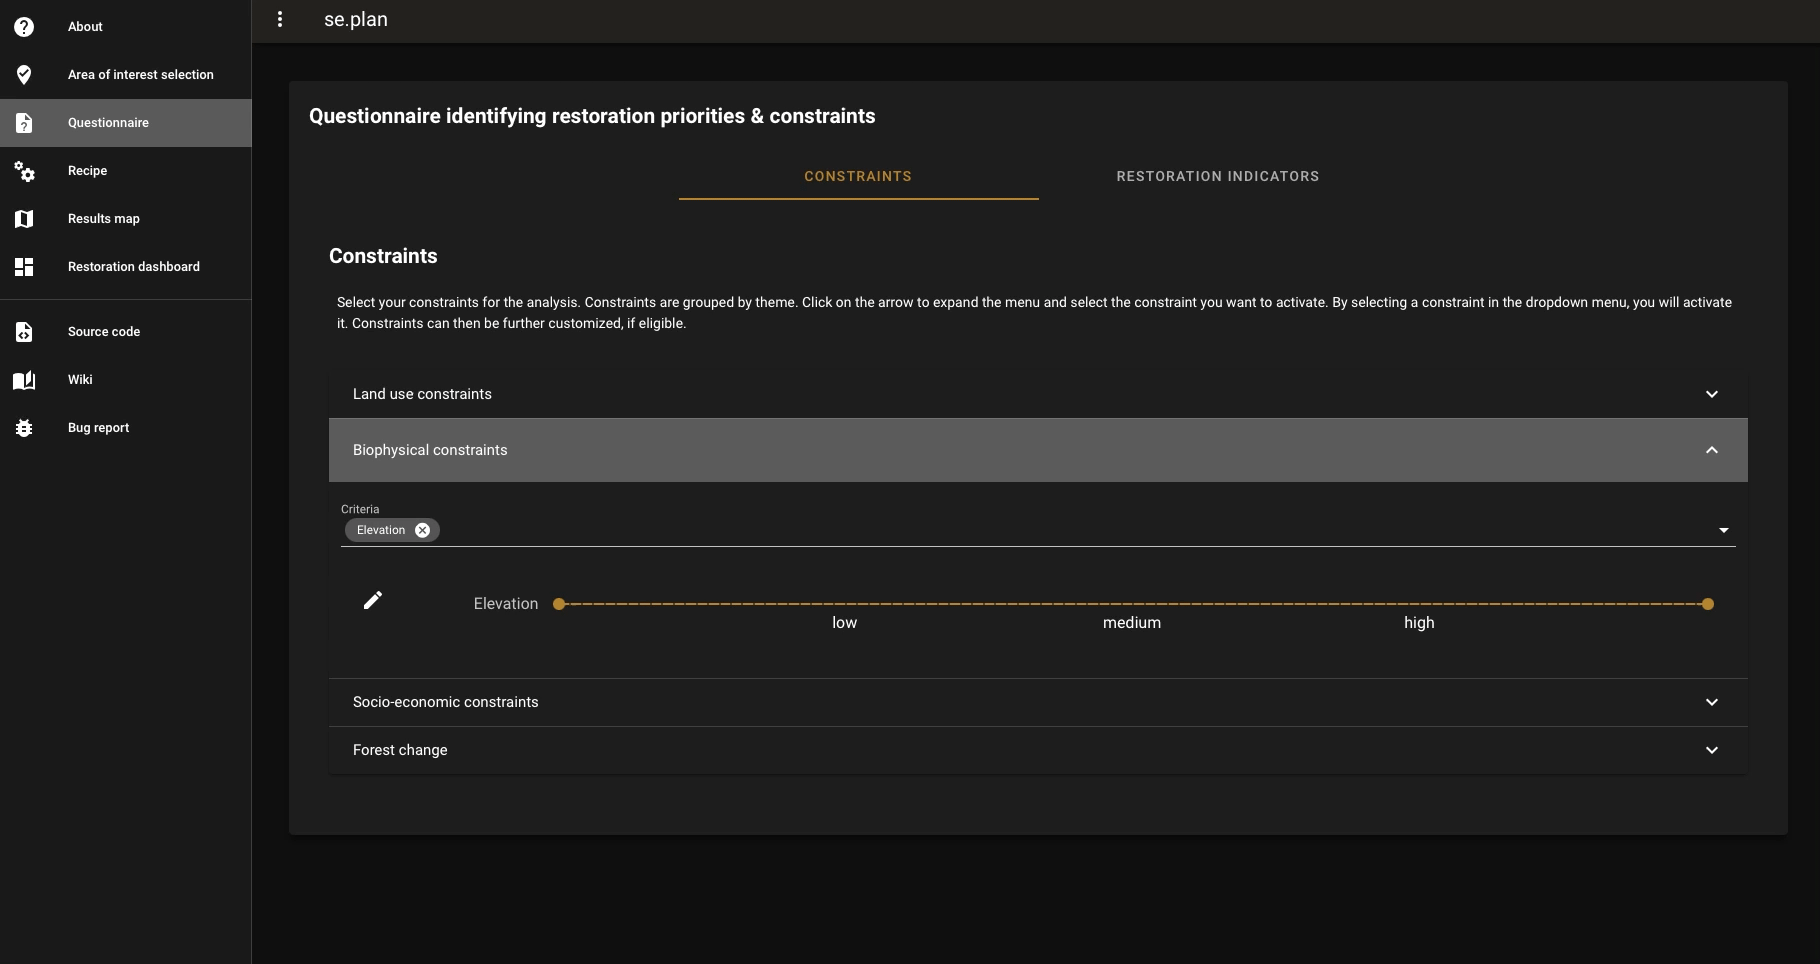 About
Area of interest selection
Questionnaire
Recipe
Results map
Restoration dashboard
Source code
Wiki
Bug report
se.plan
Questionnaire identifying restoration priorities & constraints
CONSTRAINTS
RESTORATION INDICATORS
Constraints
Select your constraints for the analysis. Constraints are grouped by theme. Click on the arrow to expand the menu and select the constraint you want to activate. By selecting a constraint in the dropdown menu, you will activate
it. Constraints can then be further customized, if eligible.
Land use constraints
Biophysical constraints
Criteria
Elevation
Elevation
low medium high
Socio-economic constraints
Forest change